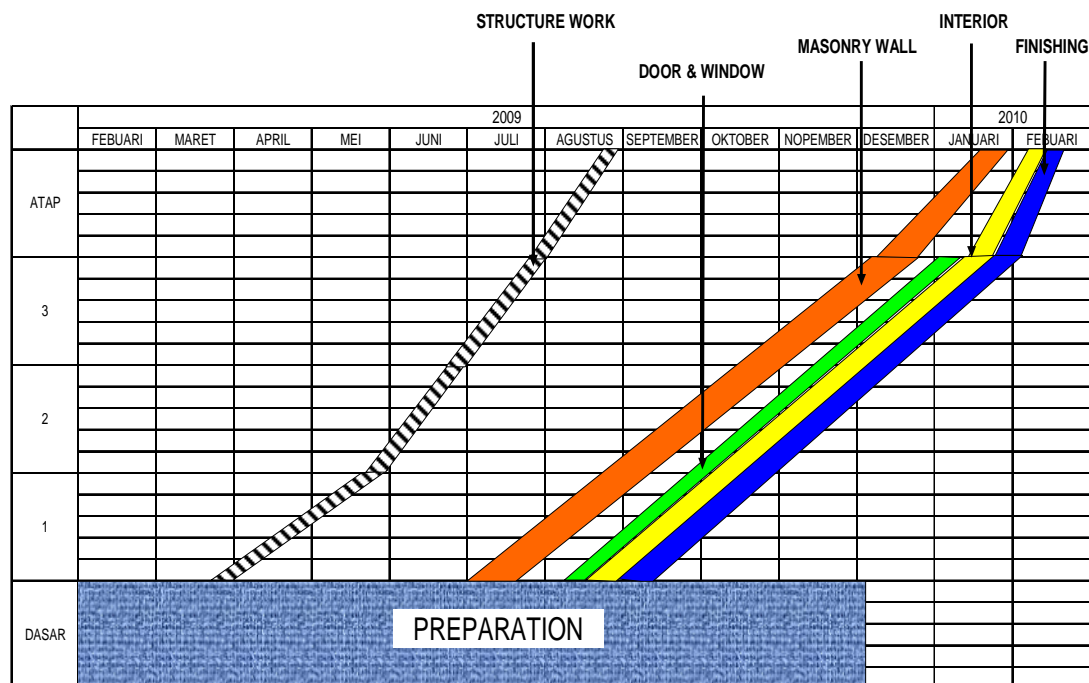 STRUCTURE WORK
INTERIOR
MASONRY WALL
FINISHING
DOOR & WINDOW
2009
2010
FEBUARI MARET APRIL MEI JUNI JULI AGUSTUS SEPTEMBER OKTOBER NOPEMBER DESEMBER JANUARI FEBUARI
ATAP
3
2
1
DASAR
PREPARATION